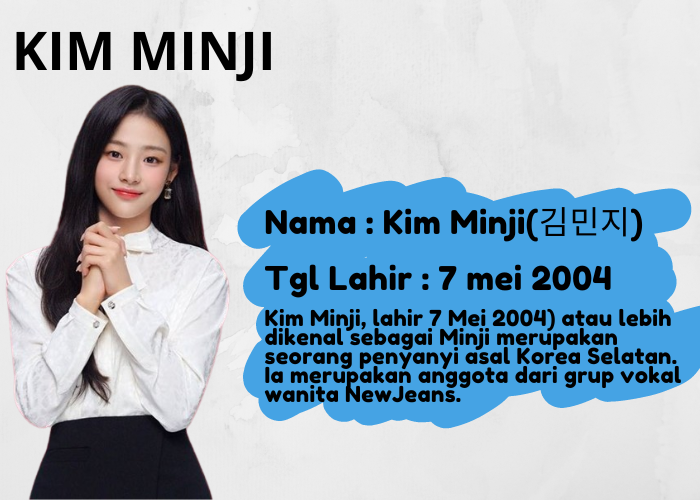 KIM MINJI
Nama : Kim Minji(김민지)
Tgl Lahir : 7 mei 2004
Kim Minji, lahir 7 Mei 2004) atau lebih
dikenal sebagai Minji merupakan
seorang penyanyi asal Korea Selatan.
Ia merupakan anggota dari grup vokal
wanita NewJeans.